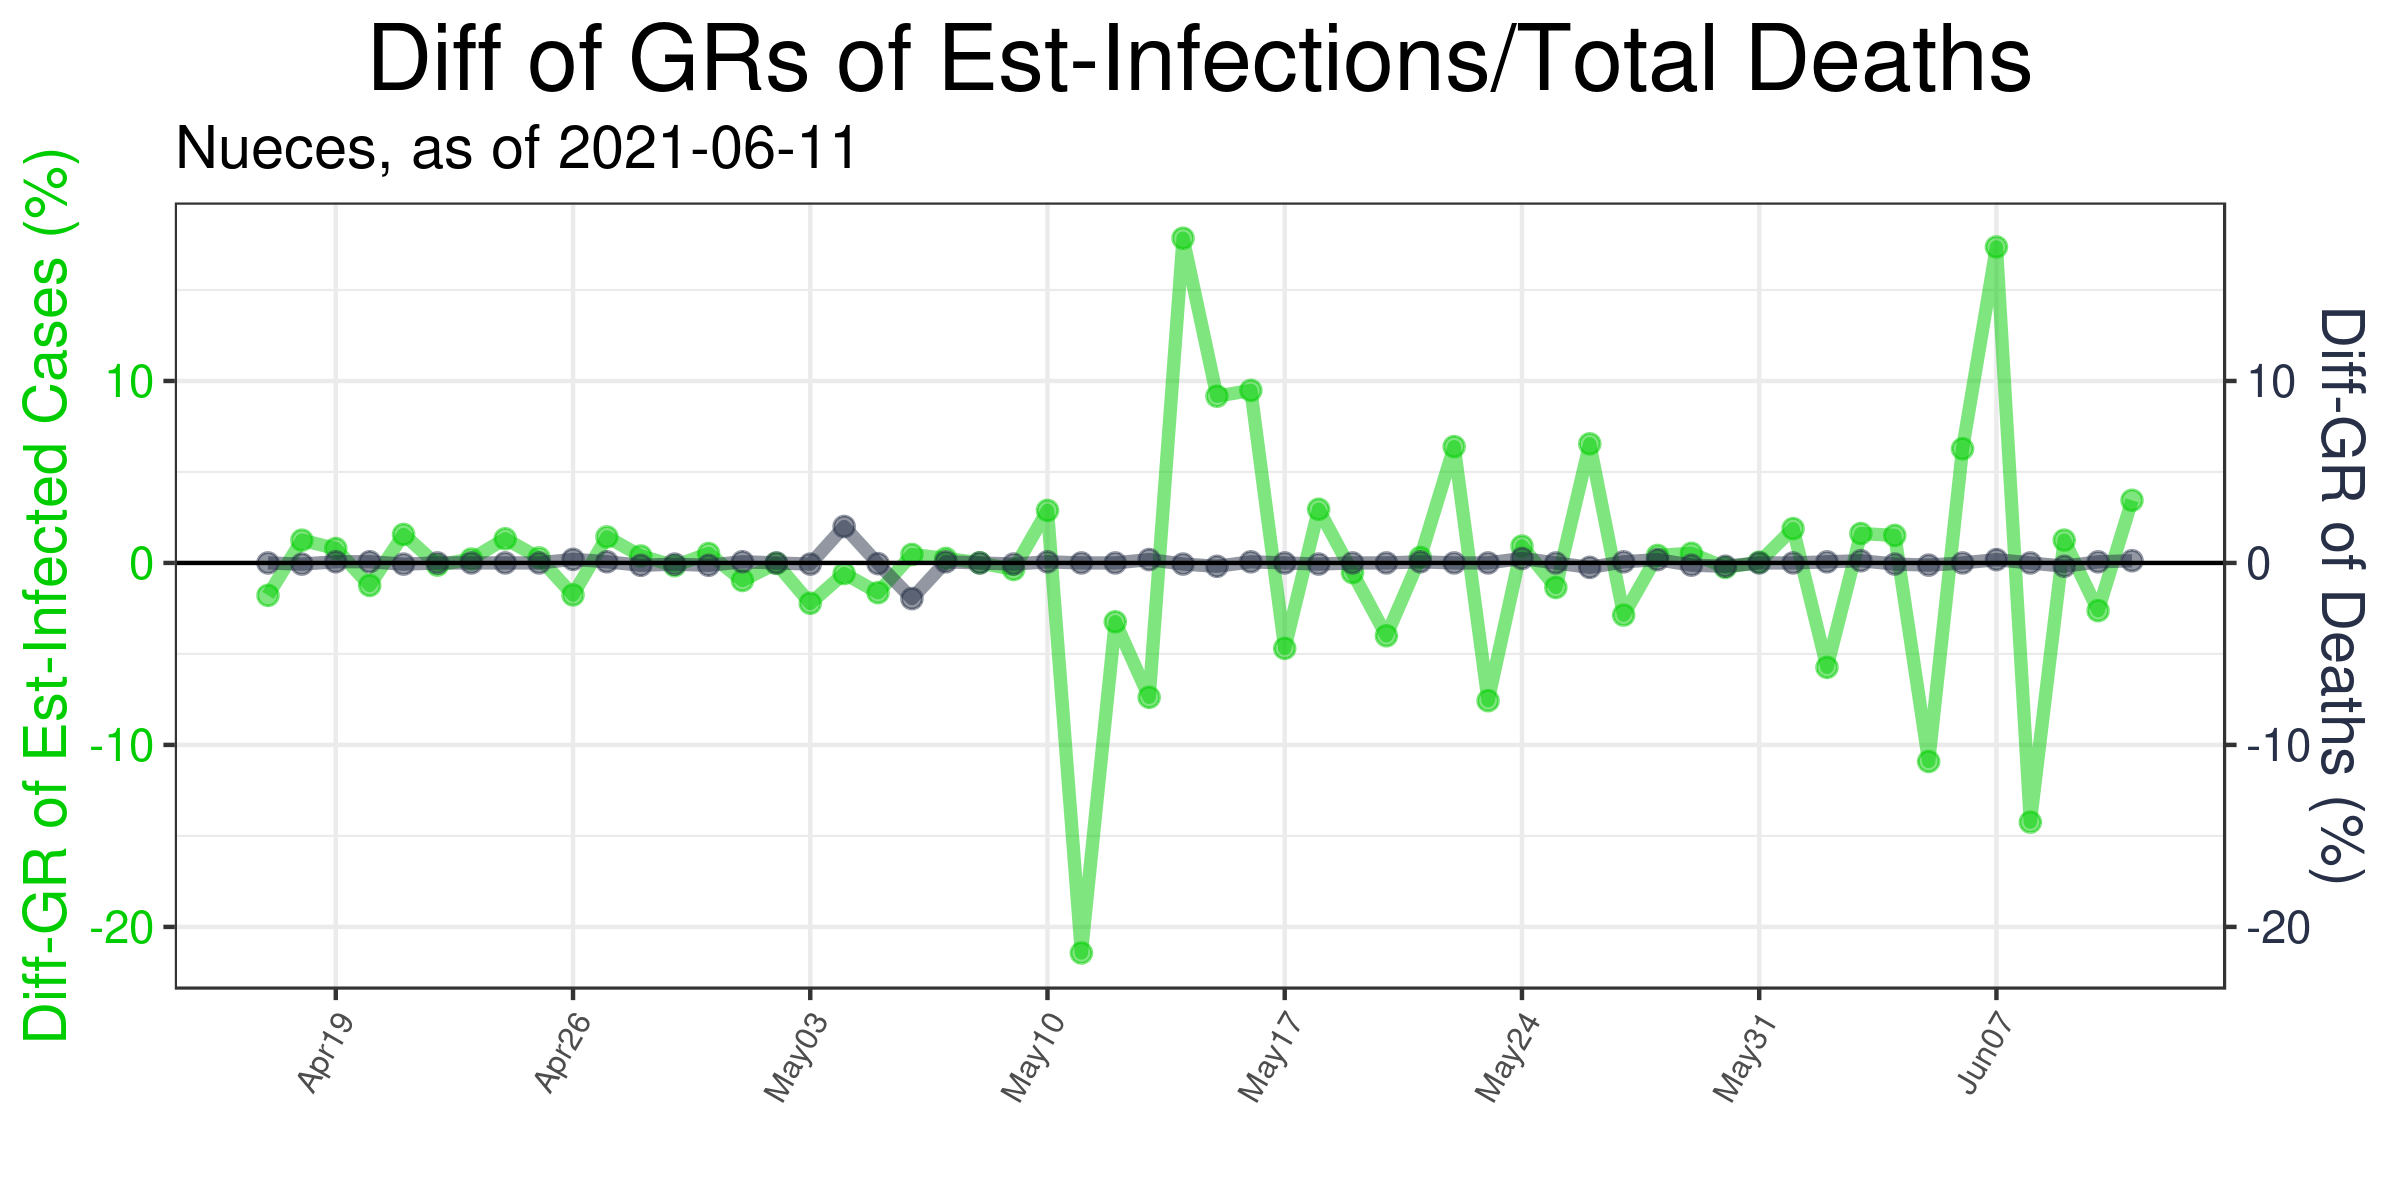 Diff of GRs of Est-Infections/Total Deaths
Nueces, as of 2021-06-11
Diff-GR of Est-Infected Cases (%)
10
0
-10
-20
10
0
-10
-20
Diff-GR of Deaths (%)
Apr19
Apr26
May03
May10
May17
May24
May31
Jun07